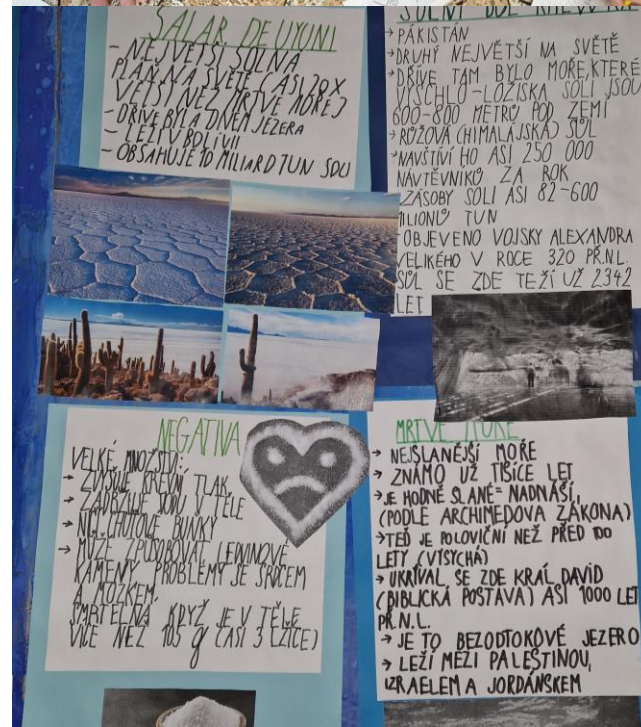 SALAR DE UYUNI
- NEJVĚTŠÍ SOLNÁ
PLÁŇ NA SVĚTĚ (ASI 20X
VĚTŠÍ NEŽ MRTVÉ MOŘE)
- DŘÍVE BYLA DNEM JEZERA
- LEŽÍ V BOLÍVII
- OBSAHUJE 10 MILIARD TUN SOLI
SOLNÝ DŮL KHEWRA
→ PÁKISTÁN
→ DRUHÝ NEJVĚTŠÍ NA SVĚTĚ
→ DŘÍVE TAM BYLO MOŘE, KTERÉ
VYSCHLO - LOŽISKA SOLI JSOU
600-800 METRŮ POD ZEMÍ
→ RŮŽOVÁ (HIMALÁJSKÁ) SŮL
→ NAVŠTÍVÍ HO ASI 250 000
NÁVTĚVNIKŮ ZA ROK
ZÁSOBY SOLI ASI 82-600
MILIONŮ TUN
OBJEVENO VOJSKY ALEXANDRA
VELIKÉHO V ROCE 320 PŘ.N.L.
SŮL SE ZDE TEŽÍ UŽ 2342
LET
NEGATIVA
VELKÉ MNOŽSTVÍ:
→ ZVYŠUJE KREVNÍ TLAK
→ ZADRŽUJE VODU V TĚLE
→ NIČÍ CHUŤOVÉ BUŇKY
→ MŮŽE ZPŮSOBOVAT LEDVINOVÉ
KAMENY, PROBLÉMY SE SRDCEM
A MOZKEM,
SMRTELNÁ KDYŽ JE V TĚLE
VÍCE NEŽ 105 g (ASI 3 LŽÍCE)
MRTVÉ MOŘE
→ NEJSLANĚJŠÍ MOŘE
→ ZNÁMO UŽ TISÍCE LET
→ JE HODNĚ SLANÉ = NADNÁŠÍ,
(PODLE ARCHIMEDOVA ZÁKONA)
→ TEĎ JE POLOVIČNÍ NEŽ PŘED 100
LETY (VYSYCHÁ)
→ UKRÝVAL SE ZDE KRÁL DAVID
(BIBLICKÁ POSTAVA) ASI 1000 LET
PŘ.N.L.
→ JE TO BEZODTOKOVÉ JEZERO
→ LEŽÍ MEZI PALESTINOU,
IZRAELEM A JORDÁNSKEM